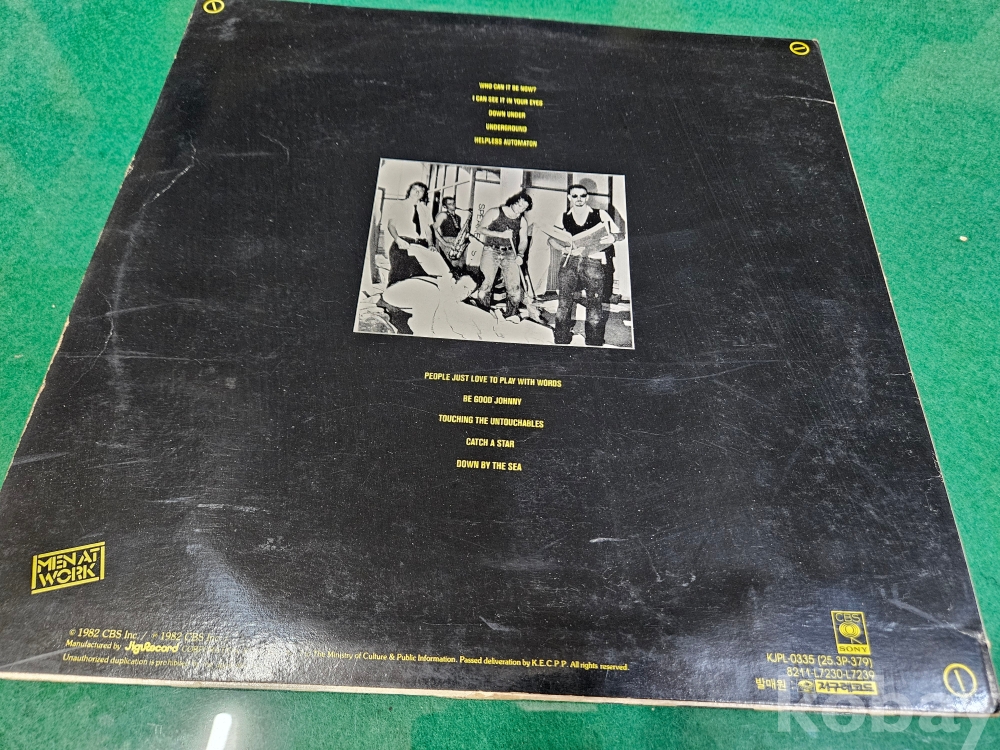 WHO CAN IT BE NOW?
I CAN SEE IT IN YOUR EYES
DOWN UNDER
UNDERGROUND
HELPLESS AUTOMATON
PEOPLE JUST LOVE TO PLAY WITH WORDS
BE GOOD JOHNNY
TOUCHING THE UNTOUCHABLES
CATCH A STAR
DOWN BY THE SEA
MEN AT
WORK
© 1982 CBS Inc. / ℗ 1982 CBS Inc.
Manufactured by JiguRecord The Ministry of Culture & Public Information. Passed deliveration by K.E.C.P.P. All rights reserved.
Unauthorized duplication is prohibi
CBS
SONY
KJPL-0335 (25.3P-379)
8211-L7230-L7239
발매원 : 지구레코드
Koba